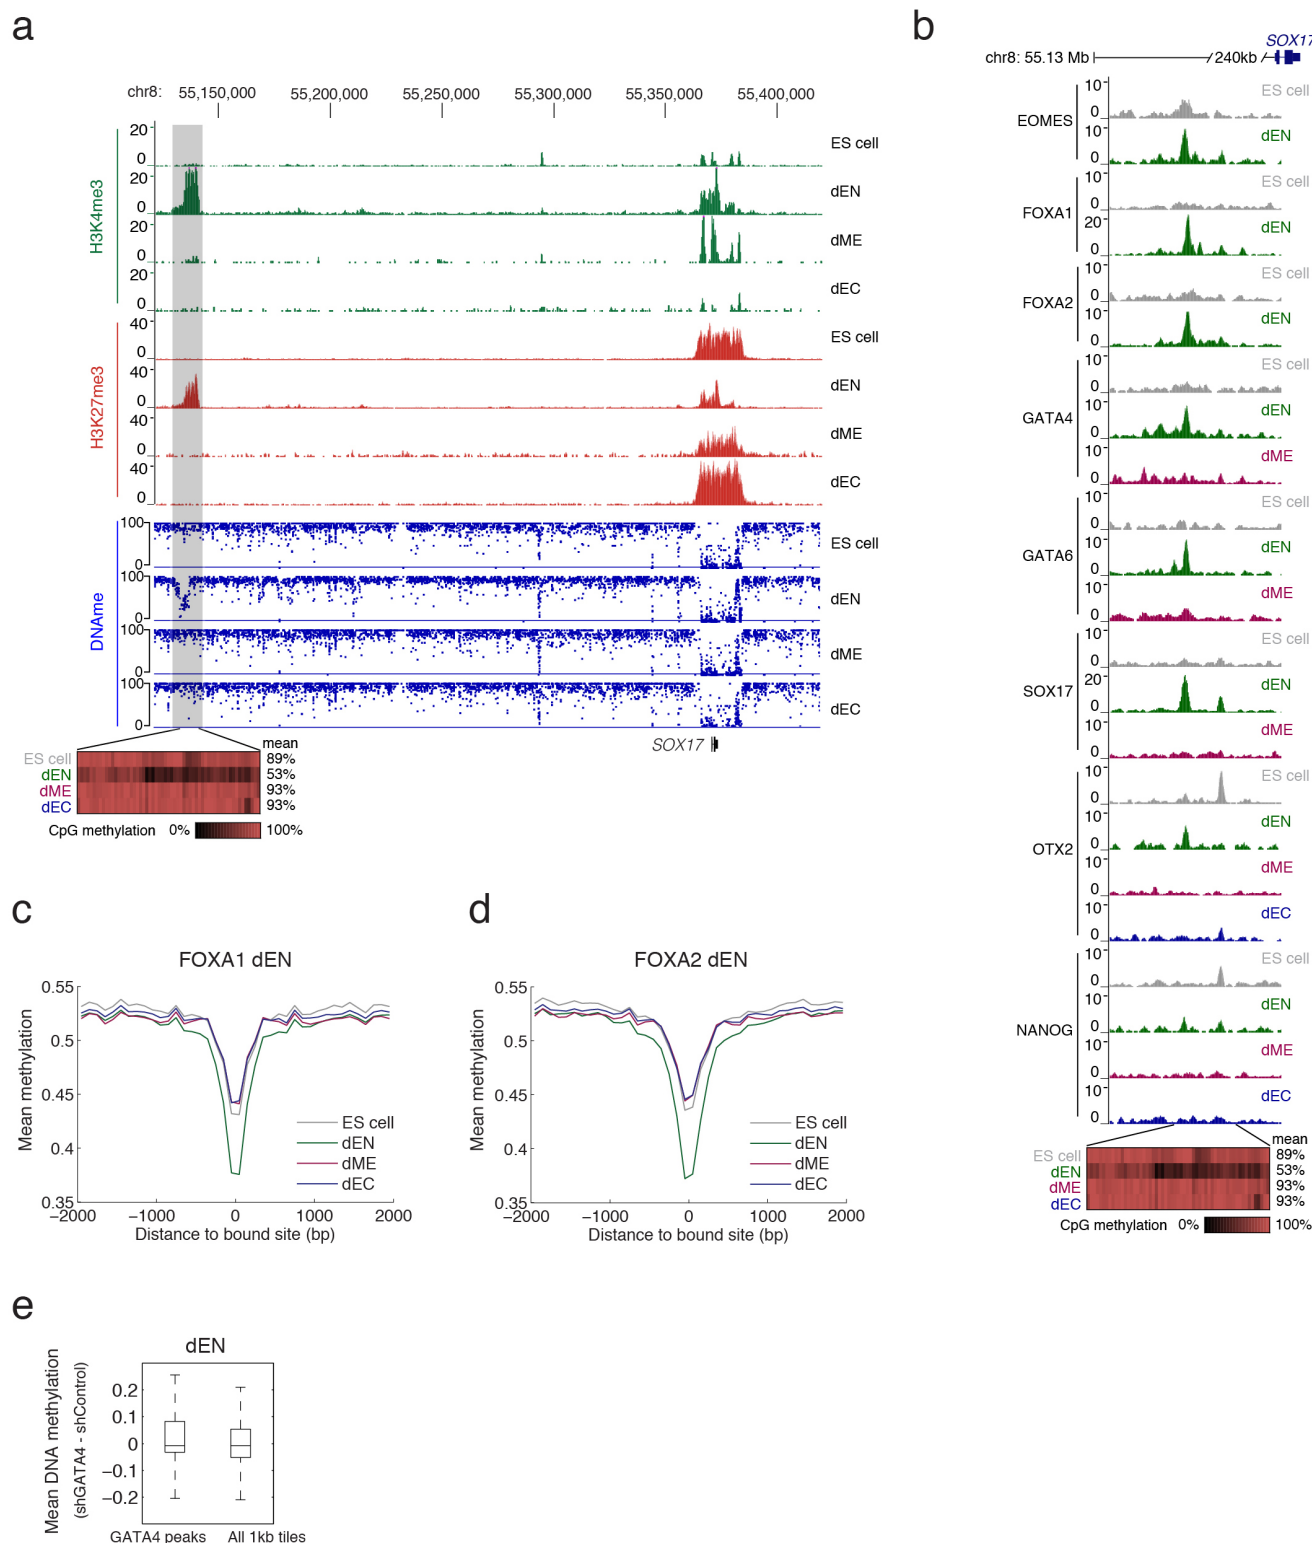 a
chr8: 55,150,000 55,200,000 55,250,000 55,300,000 55,350,000 55,400,000
H3K4me3
20
0
ES cell
20
0
dEN
20
0
dME
20
0
dEC
H3K27me3
40
0
ES cell
40
0
dEN
40
0
dME
40
0
dEC
DNAme
100
0
ES cell
100
0
dEN
100
0
dME
100
0
dEC
SOX17
mean
ES cell 89%
dEN 53%
dME 93%
dEC 93%
CpG methylation 0% 100%
b
SOX17
chr8: 55.13 Mb 240kb
EOMES
10
0
ES cell
10
0
dEN
FOXA1
10
0
ES cell
20
0
dEN
FOXA2
10
0
ES cell
10
0
dEN
GATA4
10
0
ES cell
10
0
dEN
10
0
dME
GATA6
10
0
ES cell
10
0
dEN
10
0
dME
SOX17
10
0
ES cell
20
0
dEN
10
0
dME
OTX2
10
0
ES cell
10
0
dEN
10
0
dME
10
0
dEC
NANOG
10
0
ES cell
10
0
dEN
10
0
dME
10
0
dEC
mean
ES cell 89%
dEN 53%
dME 93%
dEC 93%
CpG methylation 0% 100%
c
FOXA1 dEN
Mean methylation
0.55
0.5
0.45
0.4
0.35
ES cell
dEN
dME
dEC
−2000 −1000 0 1000 2000
Distance to bound site (bp)
d
FOXA2 dEN
Mean methylation
0.55
0.5
0.45
0.4
0.35
ES cell
dEN
dME
dEC
−2000 −1000 0 1000 2000
Distance to bound site (bp)
e
dEN
Mean DNA methylation
(shGATA4 - shControl)
0.2
0.1
0
−0.1
−0.2
GATA4 peaks All 1kb tiles